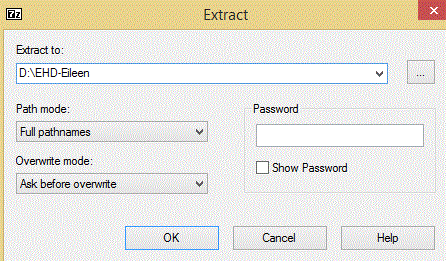 7z
Extract
Extract to:
D:\EHD-Eileen
...
Path mode:
Full pathnames
Password
Overwrite mode:
Ask before overwrite
Show Password
OK
Cancel
Help